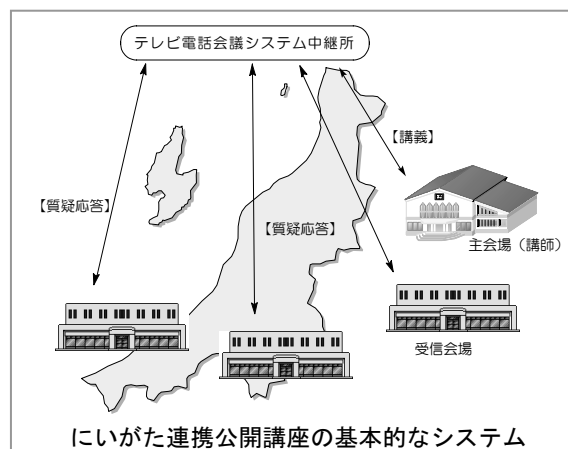 テレビ電話会議システム中継所
【講義】
【質疑応答】
【質疑応答】
主会場（講師）
受信会場
にいがた連携公開講座の基本的なシステム